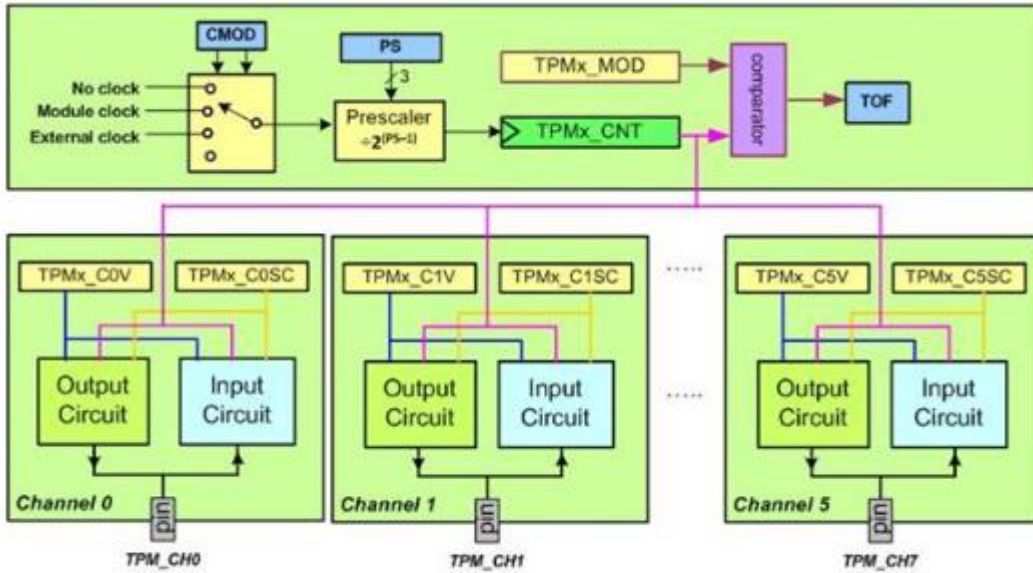 CMOD
PS
No clock
Module clock
External clock
3
Prescaler
÷2(PS-1)
TPMx_MOD
TPMx_CNT
comparator
TOF
TPMx_C0V
TPMx_C0SC
Output
Circuit
Input
Circuit
Channel 0
pin
TPM_CH0
TPMx_C1V
TPMx_C1SC
Output
Circuit
Input
Circuit
Channel 1
pin
TPM_CH1
.....
.....
TPMx_C5V
TPMx_C5SC
Output
Circuit
Input
Circuit
Channel 5
pin
TPM_CH7